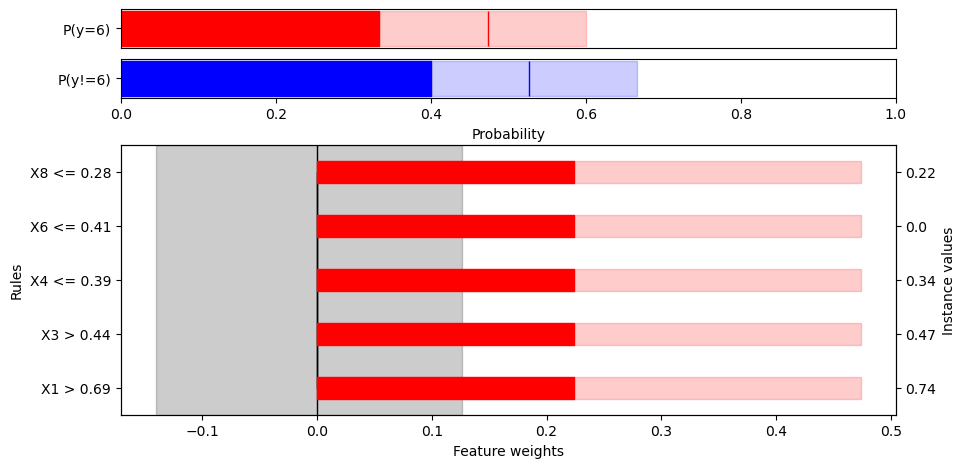 P(y=6)
P(y!=6)
0.0 0.2 0.4 0.6 0.8 1.0
Probability
X8 <= 0.28 0.22
X6 <= 0.41 0.0
X4 <= 0.39 0.34
X3 > 0.44 0.47
X1 > 0.69 0.74
Rules
Instance values
−0.1 0.0 0.1 0.2 0.3 0.4 0.5
Feature weights